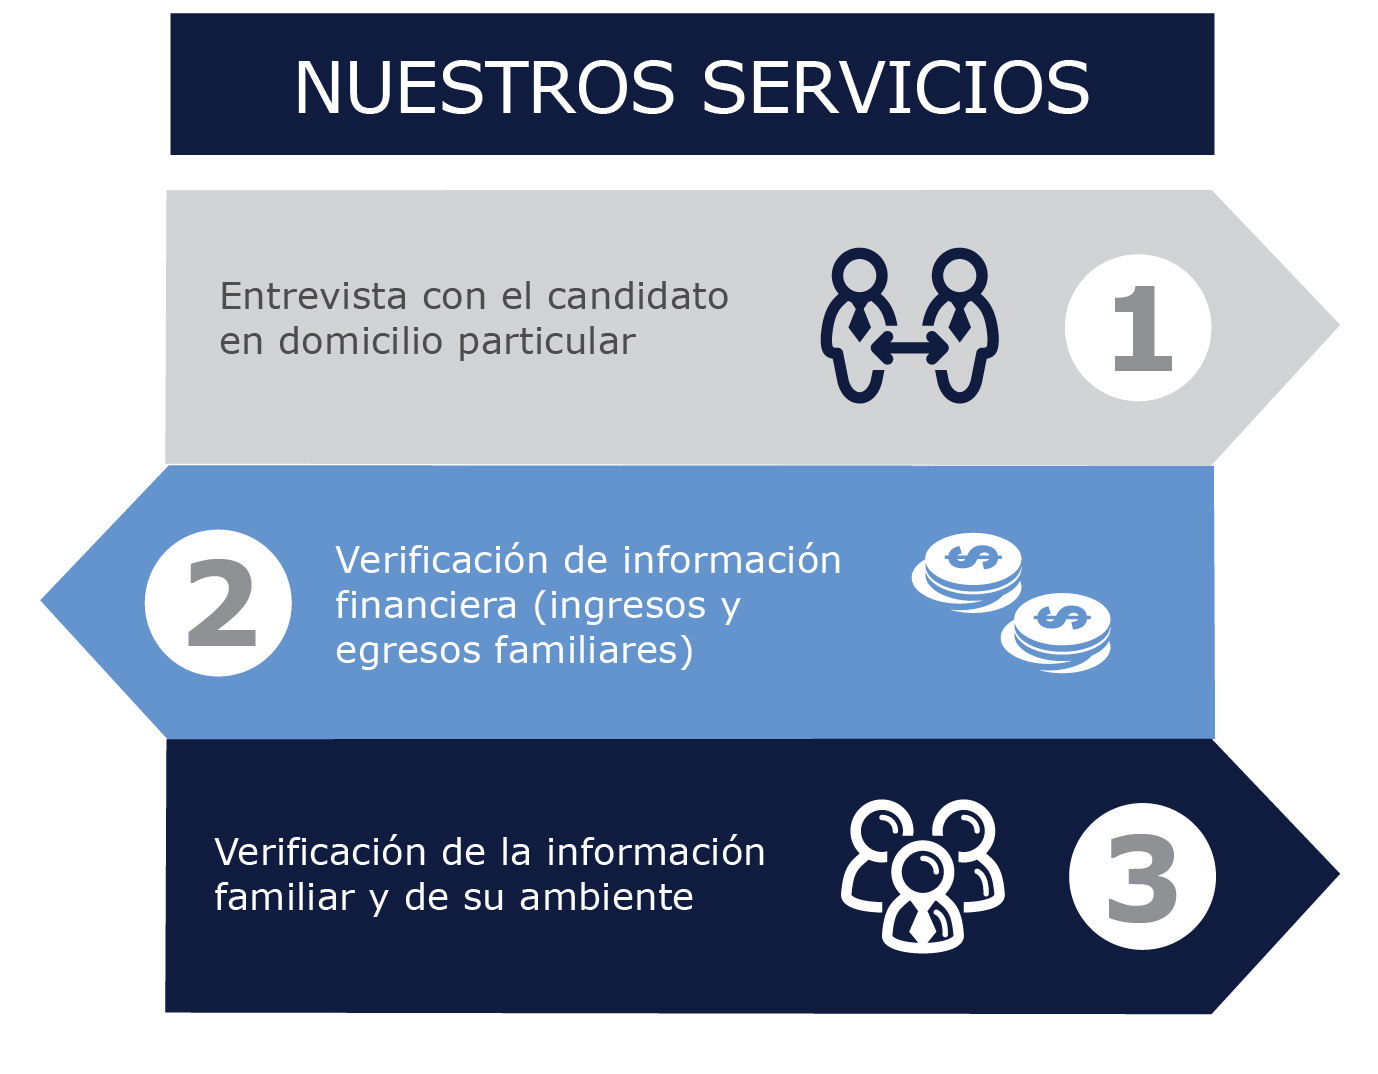 NUESTROS SERVICIOS
Entrevista con el candidato
en domicilio particular
1
2
Verificación de información
financiera (ingresos y
egresos familiares)
$
$
Verificación de la información
familiar y de su ambiente
3